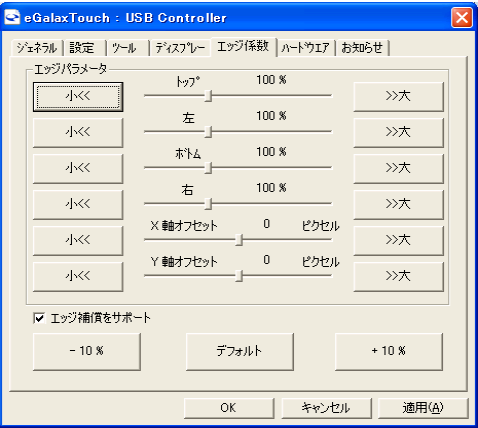 eGalaxTouch : USB Controller
ジェネラル 設定 ツール ディスプレー エッジ係数 ハードウエア お知らせ
エッジパラメータ
小<< トップ 100 % >>大
小<< 左 100 % >>大
小<< ボトム 100 % >>大
小<< 右 100 % >>大
小<< X 軸オフセット 0 ピクセル >>大
小<< Y 軸オフセット 0 ピクセル >>大
エッジ補償をサポート
- 10 % デフォルト + 10 %
OK キャンセル 適用(A)